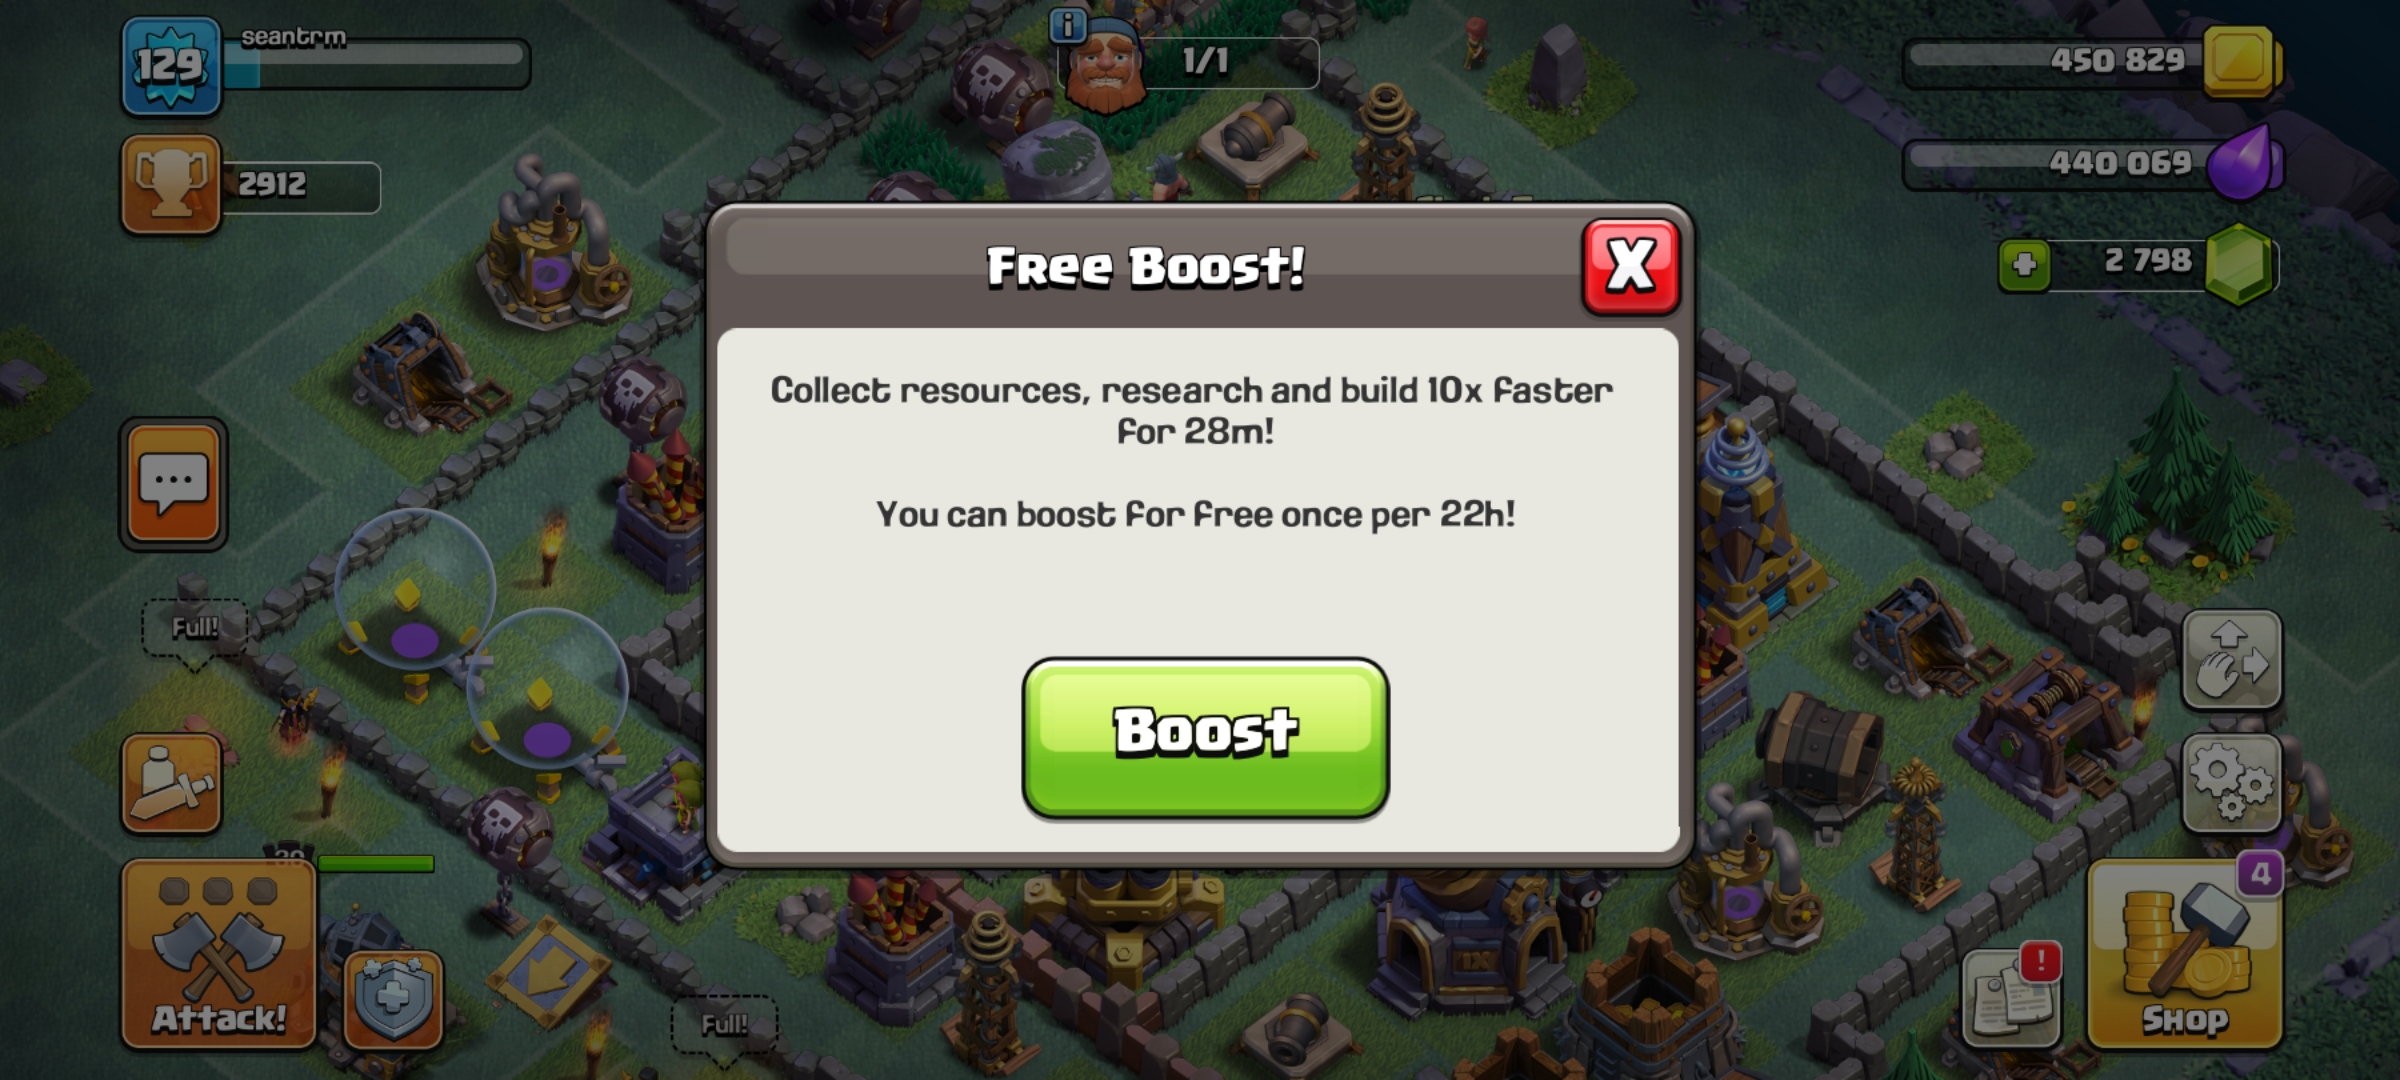 129
seantrm
1/1
450 829
2912
440 069
2 798
Free Boost!
X
Collect resources, research and build 10x faster
for 28m!
You can boost for free once per 22h!
Full!
Boost
30
4
!
Attack!
Full!
Shop